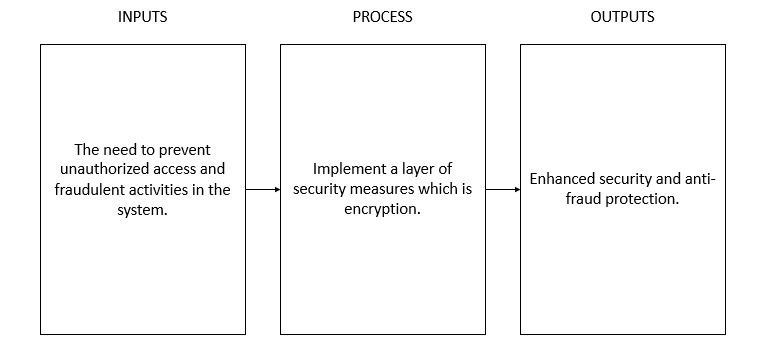 INPUTS
PROCESS
OUTPUTS
The need to prevent
unauthorized access and
fraudulent activities in the
system.
Implement a layer of
security measures which is
encryption.
Enhanced security and anti-
fraud protection.